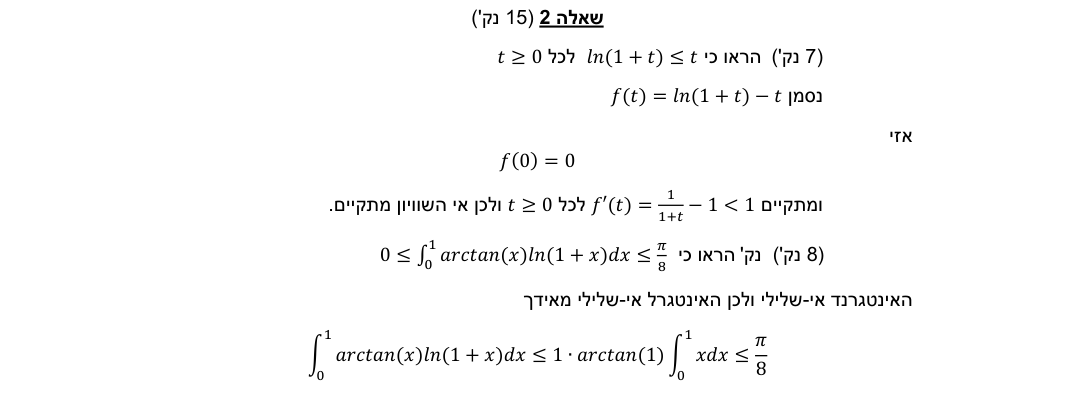 שאלה 2 (15 נק')
(7 נק') הראו כי ln(1 + t) ≤ t לכל t ≥ 0
נסמן f(t) = ln(1 + t) − t
אזי
f(0) = 0
ומתקיים f'(t) = 1/(1+t) − 1 < 1 לכל t ≥ 0 ולכן אי השוויון מתקיים.
(8 נק') נק' הראו כי 0 ≤ ∫₀¹ arctan(x)ln(1 + x)dx ≤ π/8
האינטגרנד אי-שלילי ולכן האינטגרל אי-שלילי מאידך
∫₀¹ arctan(x)ln(1 + x)dx ≤ 1 · arctan(1) ∫₀¹ xdx ≤ π/8